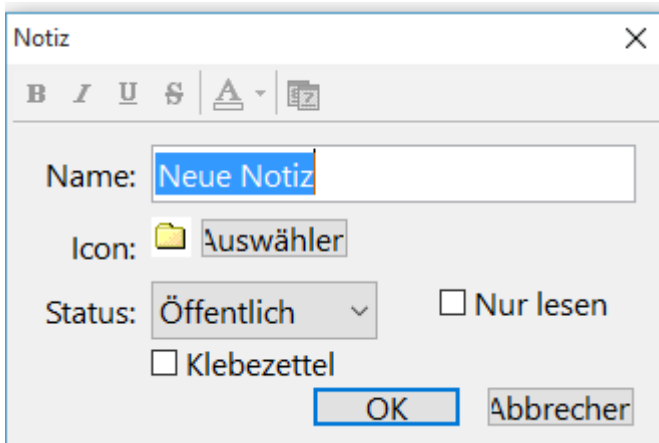 Notiz
B I U S A
Name: Neue Notiz
Icon: Auswähler
Status: Öffentlich Nur lesen
Klebezettel
OK Abbrecher